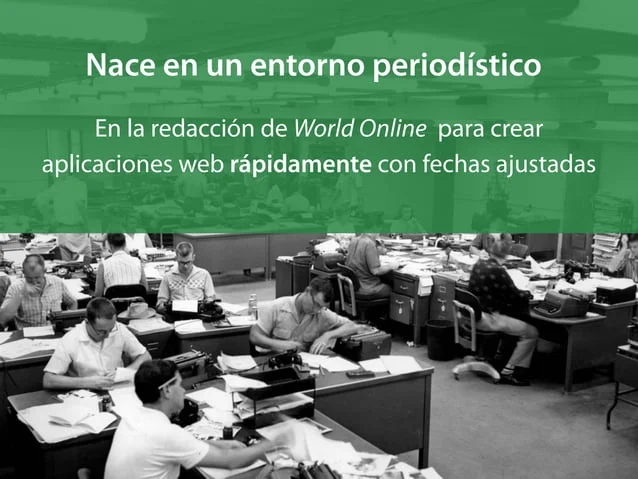 Nace en un entorno periodístico
En la redacción de World Online para crear
aplicaciones web rápidamente con fechas ajustadas